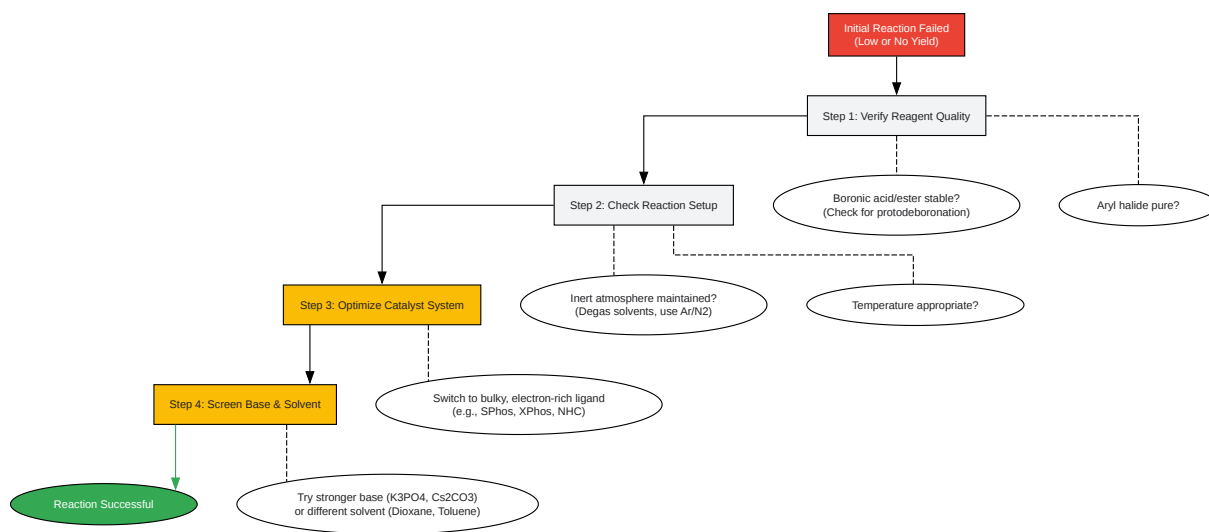 Initial Reaction Failed
(Low or No Yield)
Step 1: Verify Reagent Quality
Boronic acid/ester stable?
(Check for protodeboronation)
Aryl halide pure?
Step 2: Check Reaction Setup
Inert atmosphere maintained?
(Degas solvents, use Ar/N2)
Temperature appropriate?
Step 3: Optimize Catalyst System
Switch to bulky, electron-rich ligand
(e.g., SPhos, XPhos, NHC)
Step 4: Screen Base & Solvent
Reaction Successful
Try stronger base (K3PO4, Cs2CO3)
or different solvent (Dioxane, Toluene)